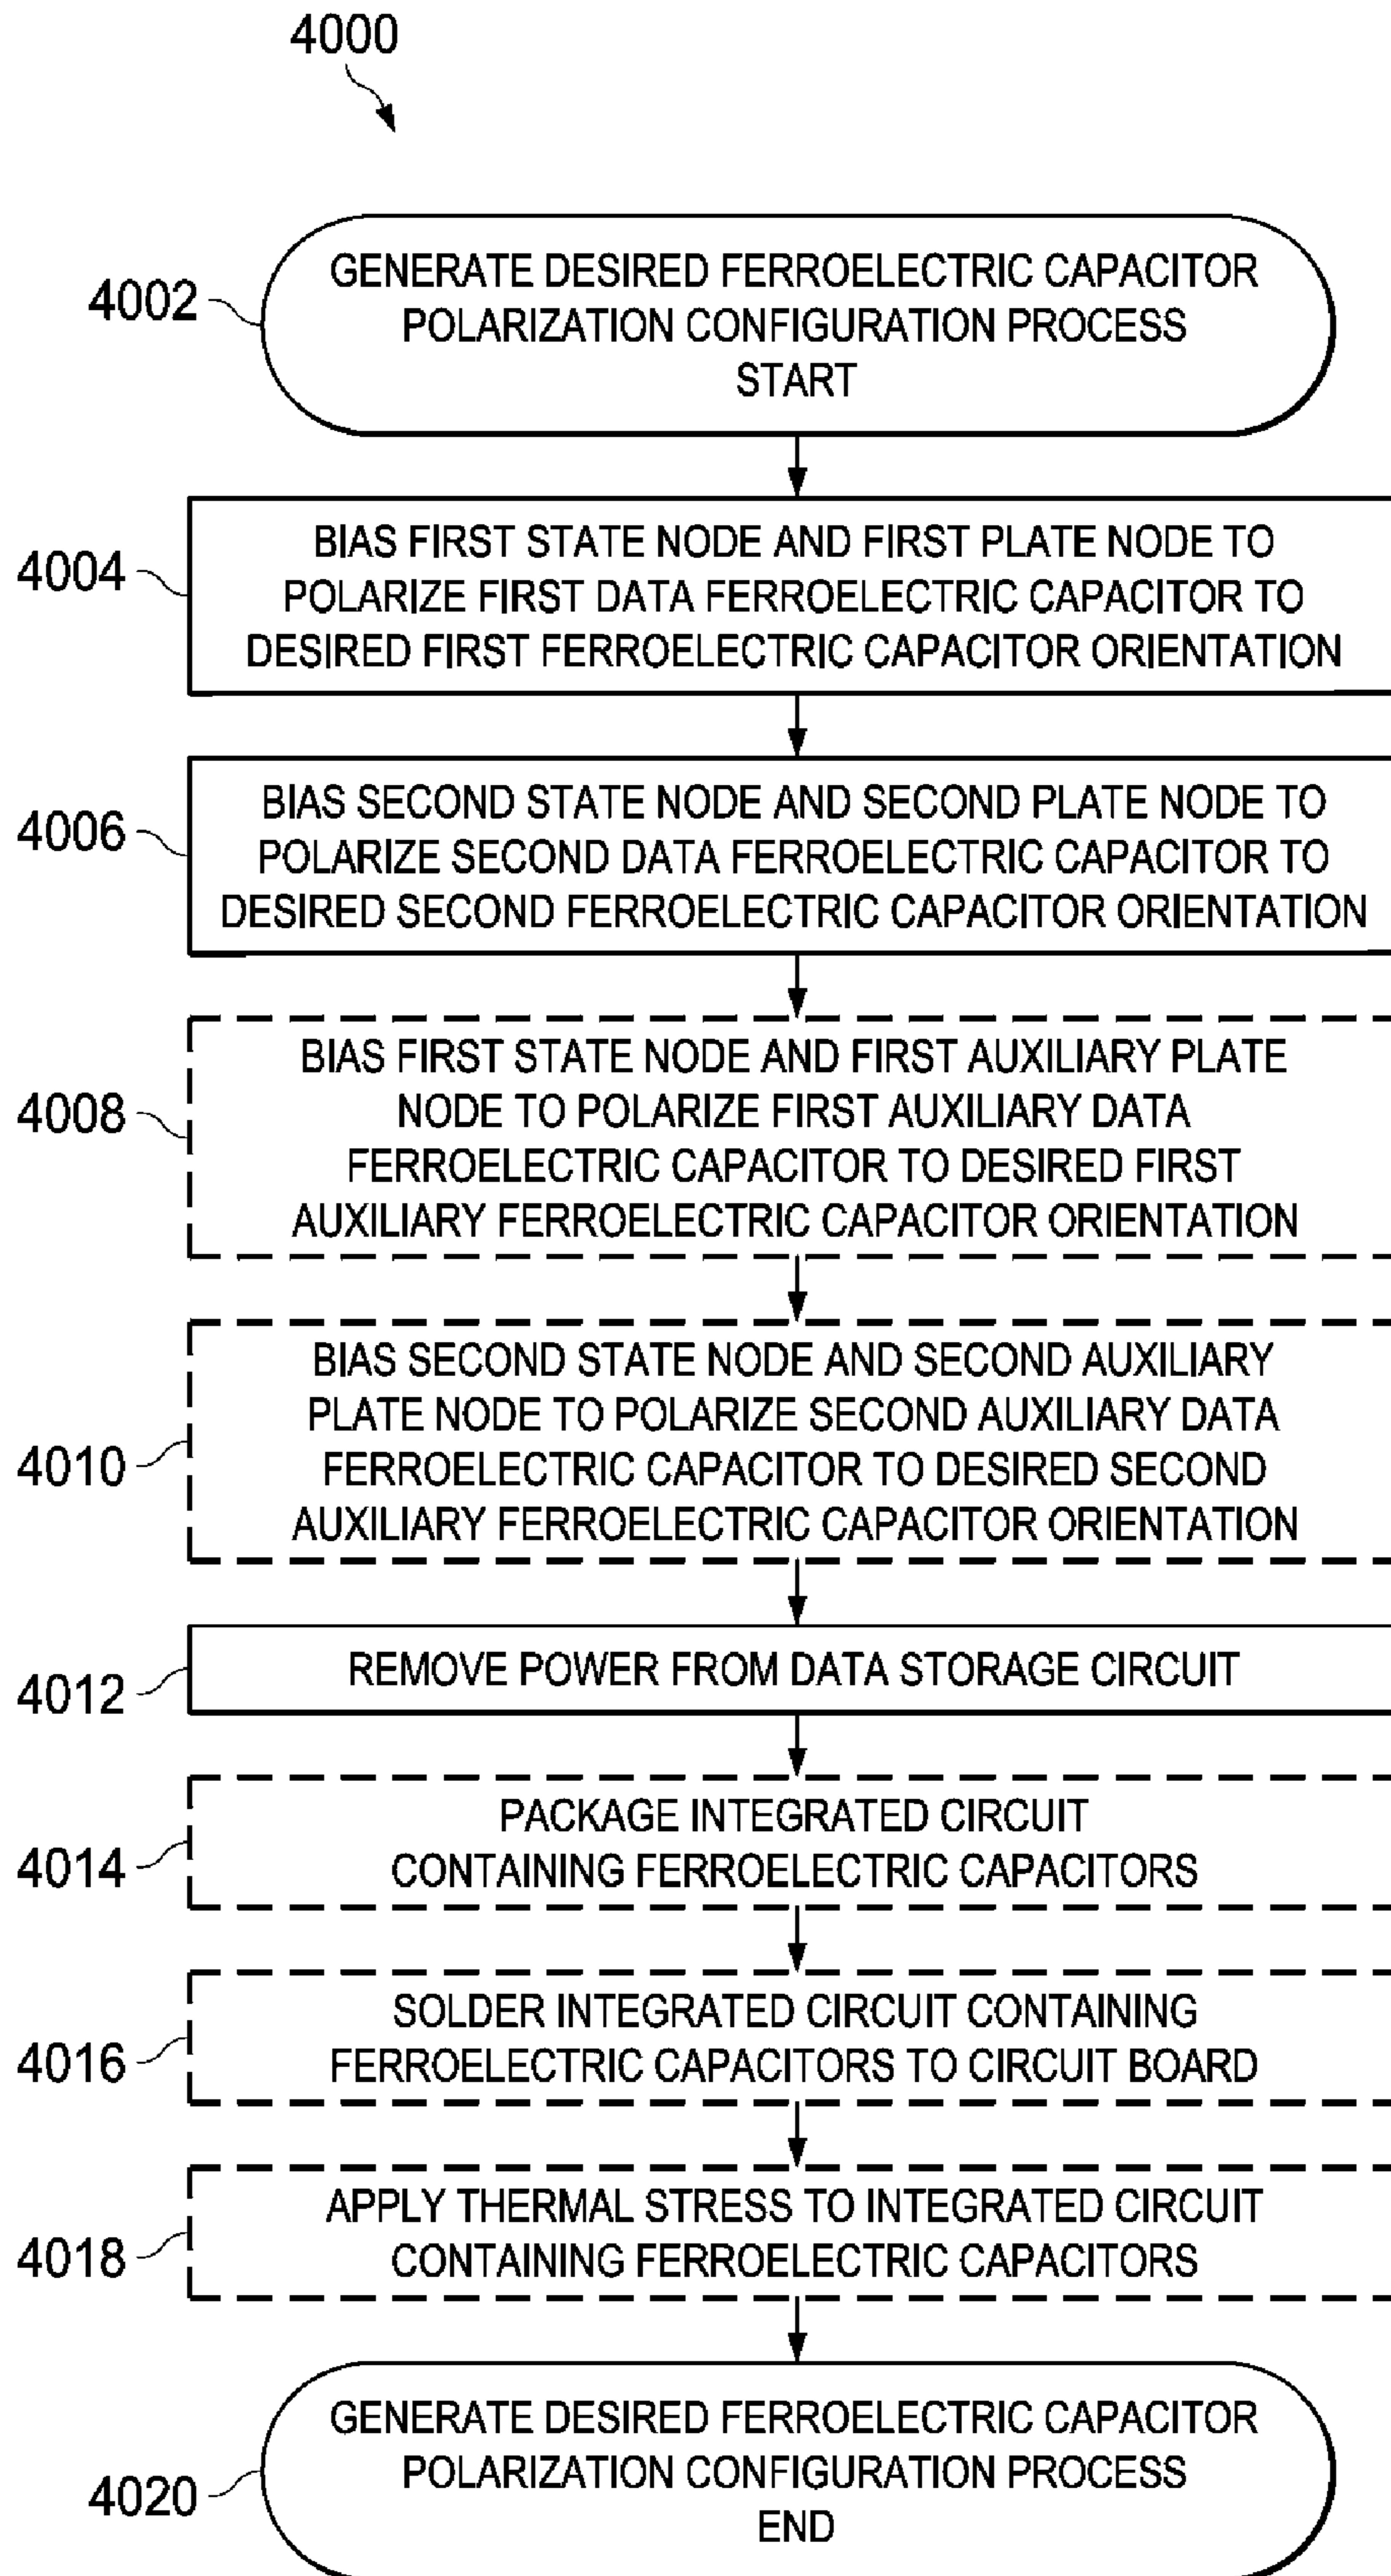 4000
4002
GENERATE DESIRED FERROELECTRIC CAPACITOR
POLARIZATION CONFIGURATION PROCESS
START
4004
BIAS FIRST STATE NODE AND FIRST PLATE NODE TO
POLARIZE FIRST DATA FERROELECTRIC CAPACITOR TO
DESIRED FIRST FERROELECTRIC CAPACITOR ORIENTATION
4006
BIAS SECOND STATE NODE AND SECOND PLATE NODE TO
POLARIZE SECOND DATA FERROELECTRIC CAPACITOR TO
DESIRED SECOND FERROELECTRIC CAPACITOR ORIENTATION
4008
BIAS FIRST STATE NODE AND FIRST AUXILIARY PLATE
NODE TO POLARIZE FIRST AUXILIARY DATA
FERROELECTRIC CAPACITOR TO DESIRED FIRST
AUXILIARY FERROELECTRIC CAPACITOR ORIENTATION
4010
BIAS SECOND STATE NODE AND SECOND AUXILIARY
PLATE NODE TO POLARIZE SECOND AUXILIARY DATA
FERROELECTRIC CAPACITOR TO DESIRED SECOND
AUXILIARY FERROELECTRIC CAPACITOR ORIENTATION
4012
REMOVE POWER FROM DATA STORAGE CIRCUIT
4014
PACKAGE INTEGRATED CIRCUIT
CONTAINING FERROELECTRIC CAPACITORS
4016
SOLDER INTEGRATED CIRCUIT CONTAINING
FERROELECTRIC CAPACITORS TO CIRCUIT BOARD
4018
APPLY THERMAL STRESS TO INTEGRATED CIRCUIT
CONTAINING FERROELECTRIC CAPACITORS
4020
GENERATE DESIRED FERROELECTRIC CAPACITOR
POLARIZATION CONFIGURATION PROCESS
END